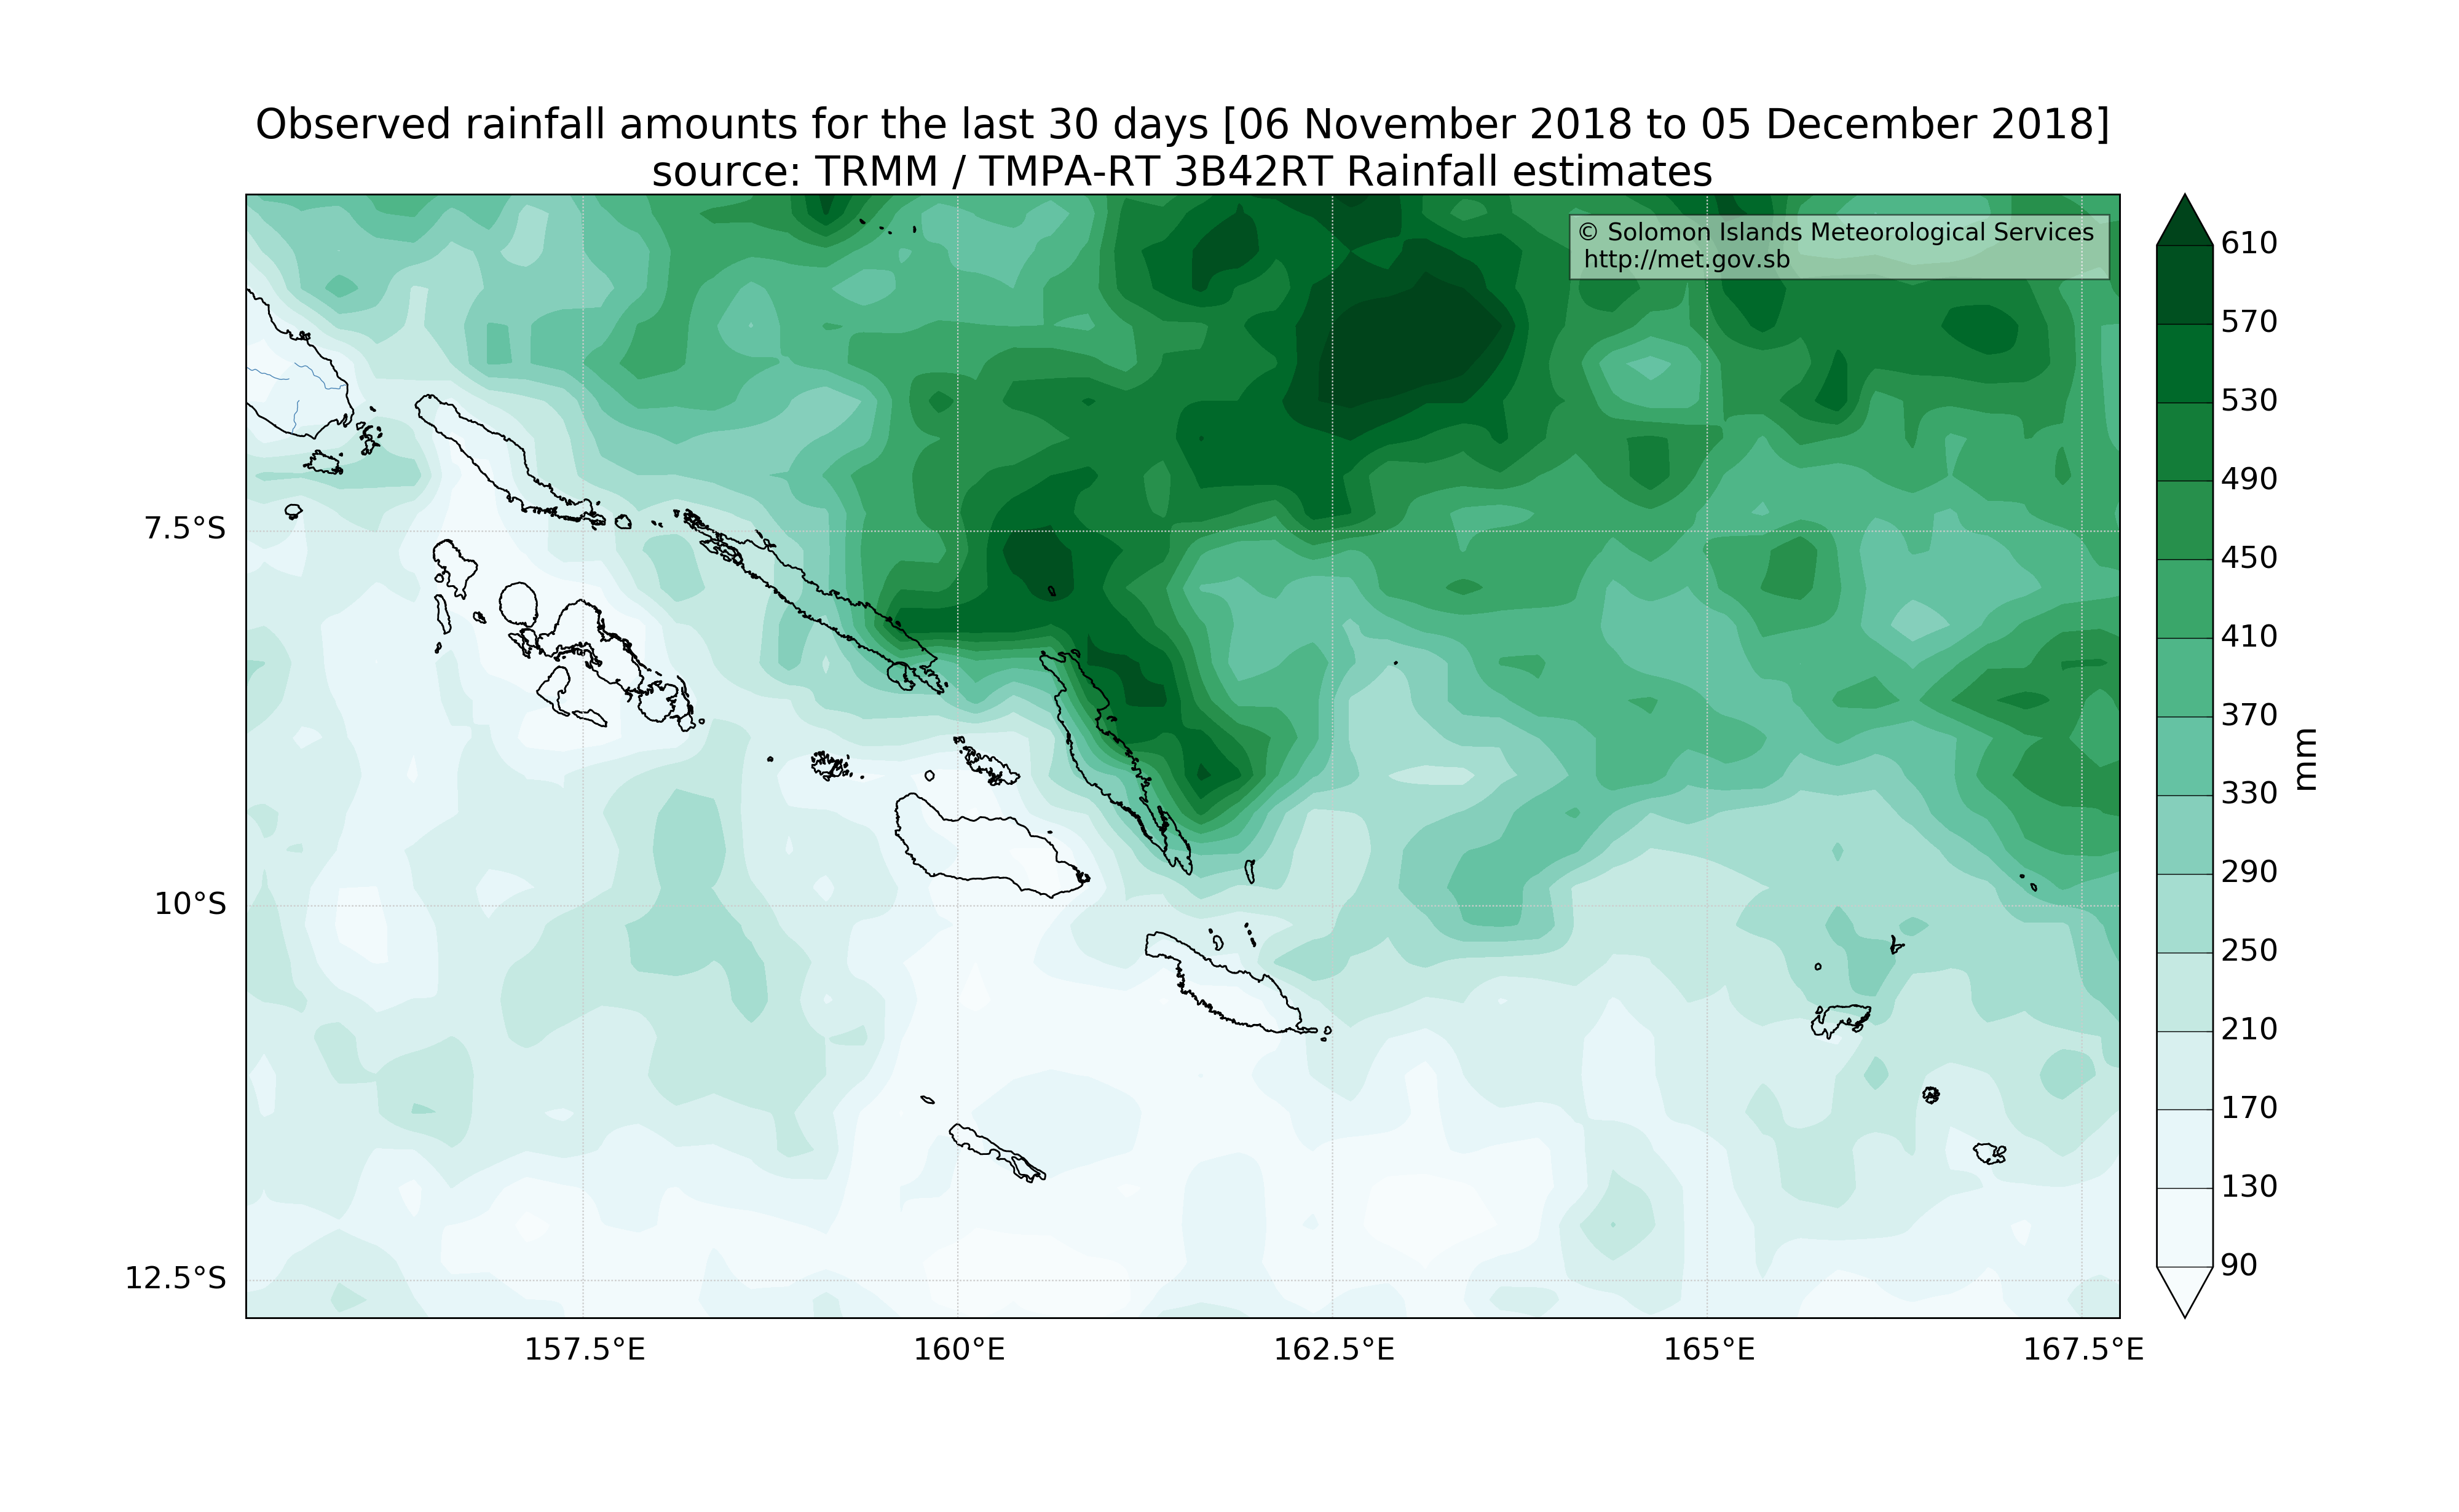 Observed rainfall amounts for the last 30 days [06 November 2018 to 05 December 2018]
source: TRMM / TMPA-RT 3B42RT Rainfall estimates
© Solomon Islands Meteorological Services
http://met.gov.sb
7.5°S
10°S
12.5°S
157.5°E
160°E
162.5°E
165°E
167.5°E
610
570
530
490
450
410
370
330
290
250
210
170
130
90
mm